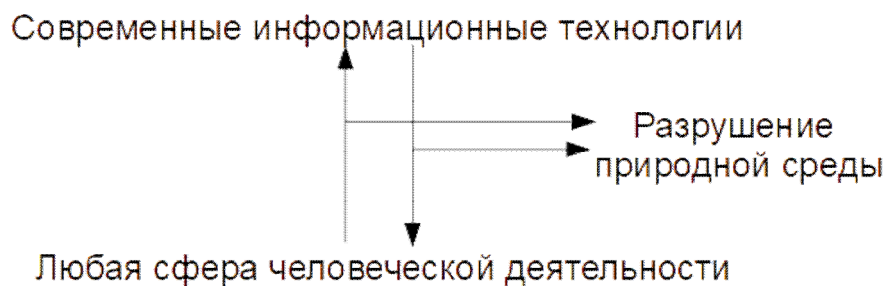 Современные информационные технологии
Разрушение
природной среды
Любая сфера человеческой деятельности